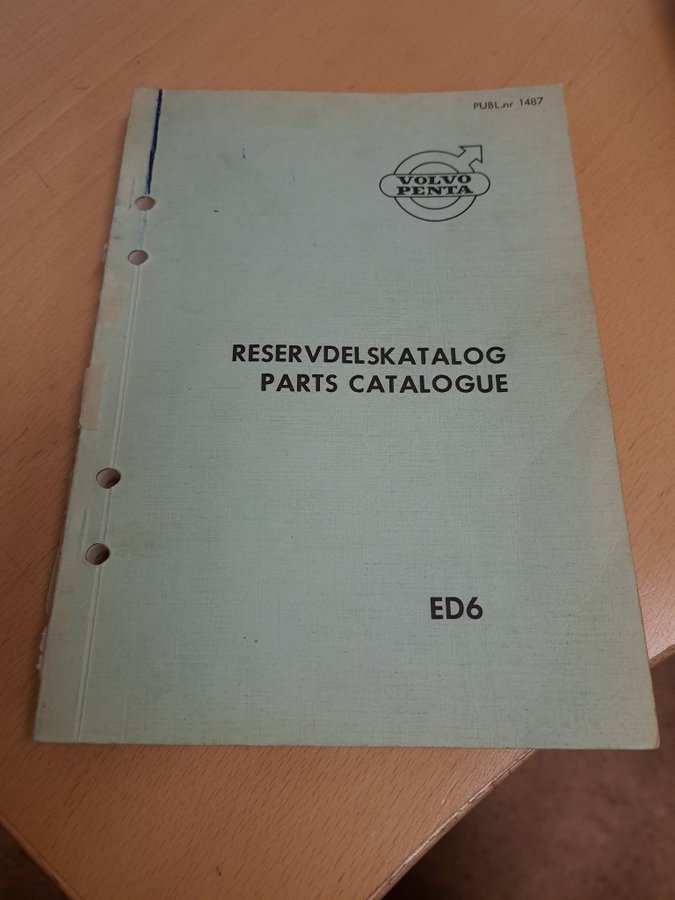 PUBL.nr 1487
VOLVO
PENTA
RESERVDELSKATALOG
PARTS CATALOGUE
ED6